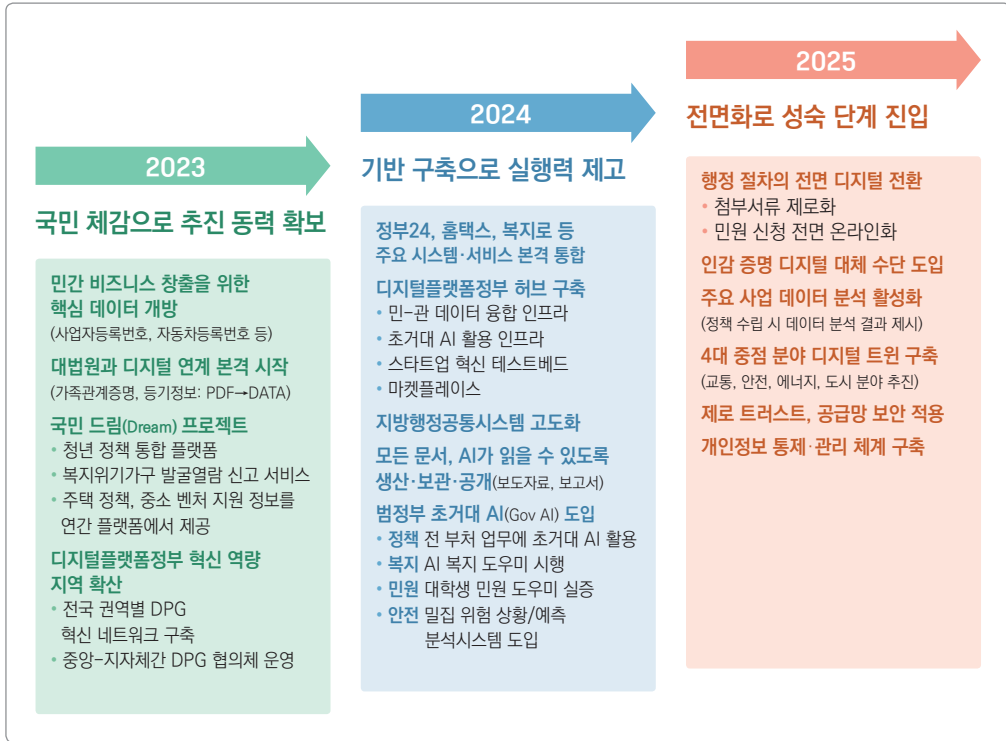 2023
국민 체감으로 추진 동력 확보
민간 비즈니스 창출을 위한
핵심 데이터 개방
(사업자등록번호, 자동차등록번호 등)
대법원과 디지털 연계 본격 시작
(가족관계증명, 등기정보: PDF→DATA)
국민 드림(Dream) 프로젝트
• 청년 정책 통합 플랫폼
• 복지위기가구 발굴열람 신고 서비스
• 주택 정책, 중소 벤처 지원 정보를
연간 플랫폼에서 제공
디지털플랫폼정부 혁신 역량
지역 확산
• 전국 권역별 DPG
혁신 네트워크 구축
• 중앙-지자체간 DPG 협의체 운영
2024
기반 구축으로 실행력 제고
정부24, 홈택스, 복지로 등
주요 시스템·서비스 본격 통합
디지털플랫폼정부 허브 구축
• 민-관 데이터 융합 인프라
• 초거대 AI 활용 인프라
• 스타트업 혁신 테스트베드
• 마켓플레이스
지방행정공통시스템 고도화
모든 문서, AI가 읽을 수 있도록
생산·보관·공개(보도자료, 보고서)
범정부 초거대 AI(Gov AI) 도입
• 정책 전 부처 업무에 초거대 AI 활용
• 복지 AI 복지 도우미 시행
• 민원 대학생 민원 도우미 실증
• 안전 밀집 위험 상황/예측
분석시스템 도입
2025
전면화로 성숙 단계 진입
행정 절차의 전면 디지털 전환
• 첨부서류 제로화
• 민원 신청 전면 온라인화
인감 증명 디지털 대체 수단 도입
주요 사업 데이터 분석 활성화
(정책 수립 시 데이터 분석 결과 제시)
4대 중점 분야 디지털 트윈 구축
(교통, 안전, 에너지, 도시 분야 추진)
제로 트러스트, 공급망 보안 적용
개인정보 통제·관리 체계 구축